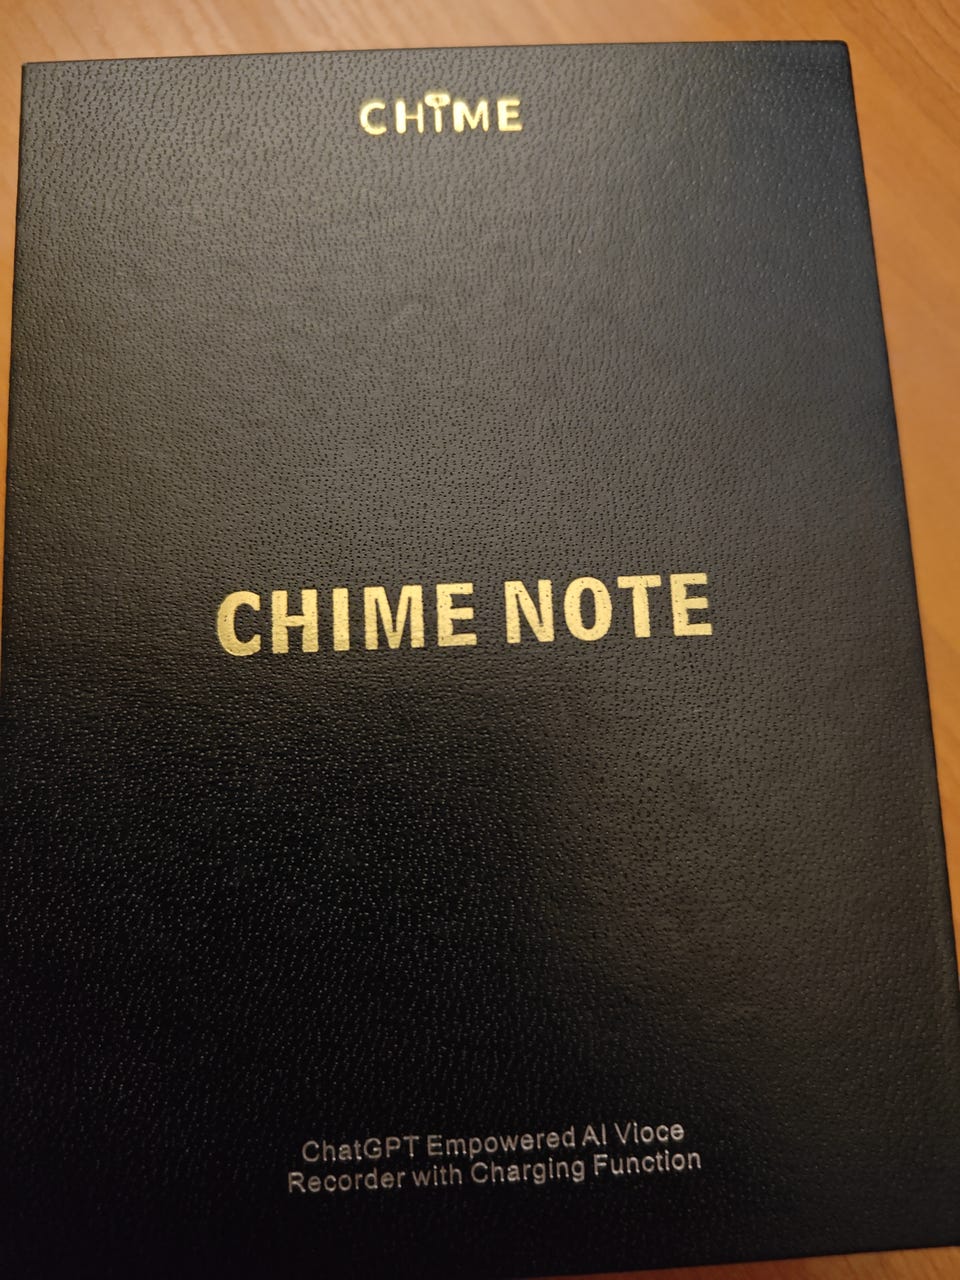 CHIME
CHIME NOTE
ChatGPT Empowered AI Vioce
Recorder with Charging Function